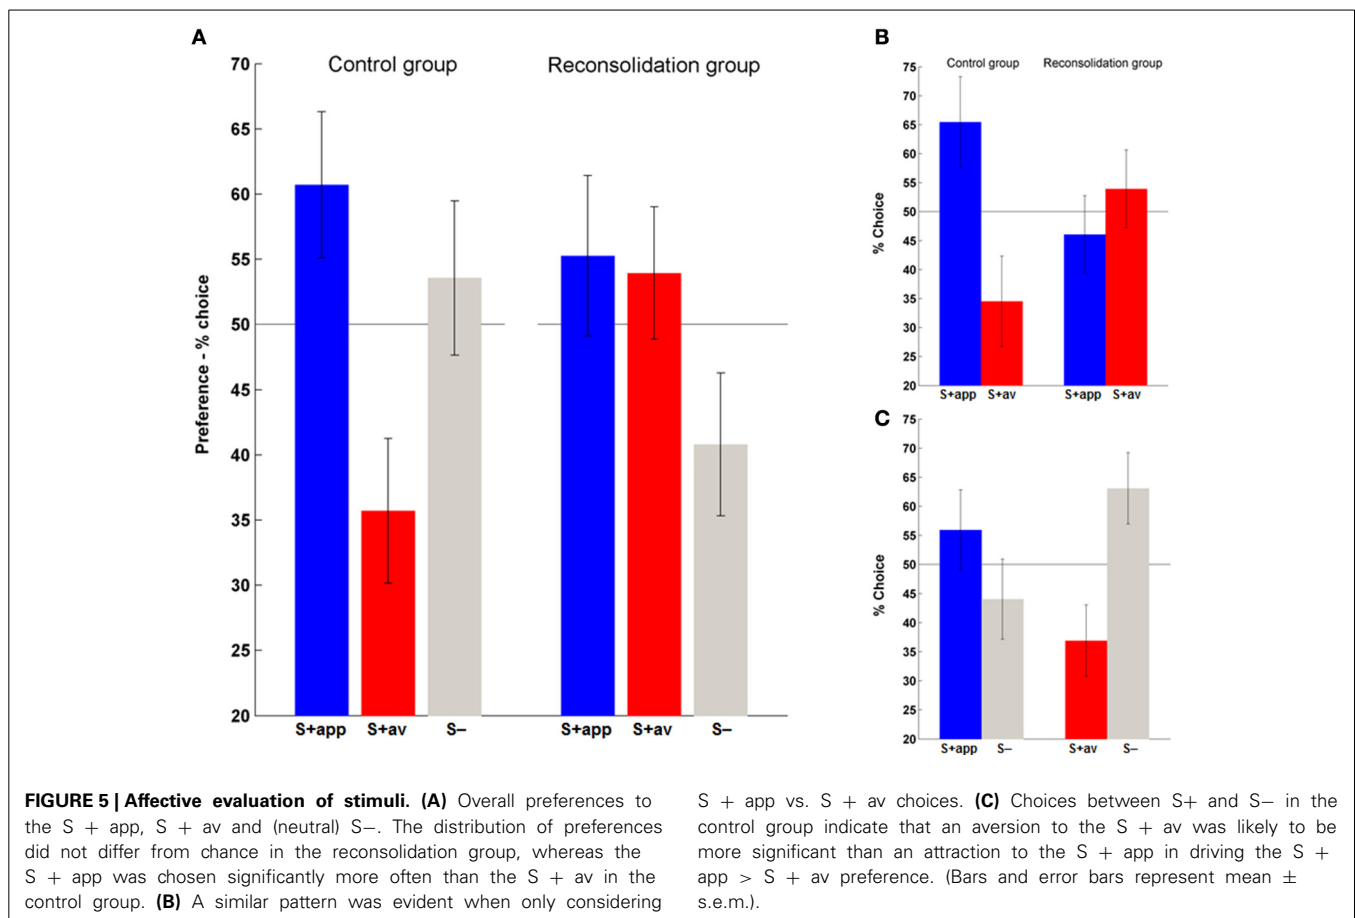 A
Control group
Reconsolidation group
Preference - % choice
70
65
60
55
50
45
40
35
30
25
20
S+app
S+av
S–
S+app
S+av
S–
B
Control group
Reconsolidation group
% Choice
75
70
65
60
55
50
45
40
35
30
25
20
S+app
S+av
S+app
S+av
C
% Choice
75
70
65
60
55
50
45
40
35
30
25
20
S+app
S–
S+av
S–
FIGURE 5 | Affective evaluation of stimuli. (A) Overall preferences to
the S + app, S + av and (neutral) S−. The distribution of preferences
did not differ from chance in the reconsolidation group, whereas the
S + app was chosen significantly more often than the S + av in the
control group. (B) A similar pattern was evident when only considering
S + app vs. S + av choices. (C) Choices between S+ and S− in the
control group indicate that an aversion to the S + av was likely to be
more significant than an attraction to the S + app in driving the S +
app > S + av preference. (Bars and error bars represent mean ±
s.e.m.).